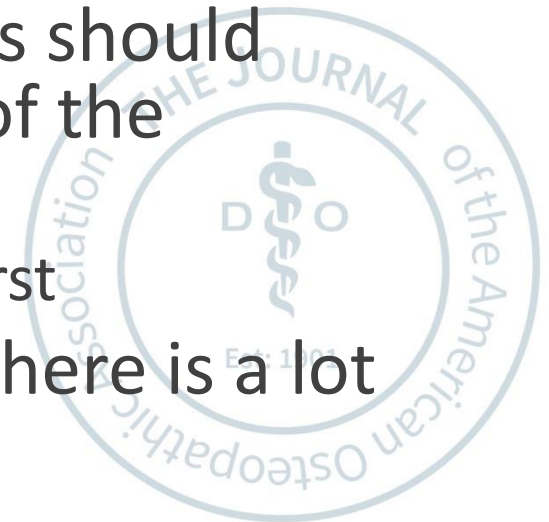 s should
of the
rst
here is a lot
THE JOURNAL of the American Osteopathic Association
D O
Est: 1901